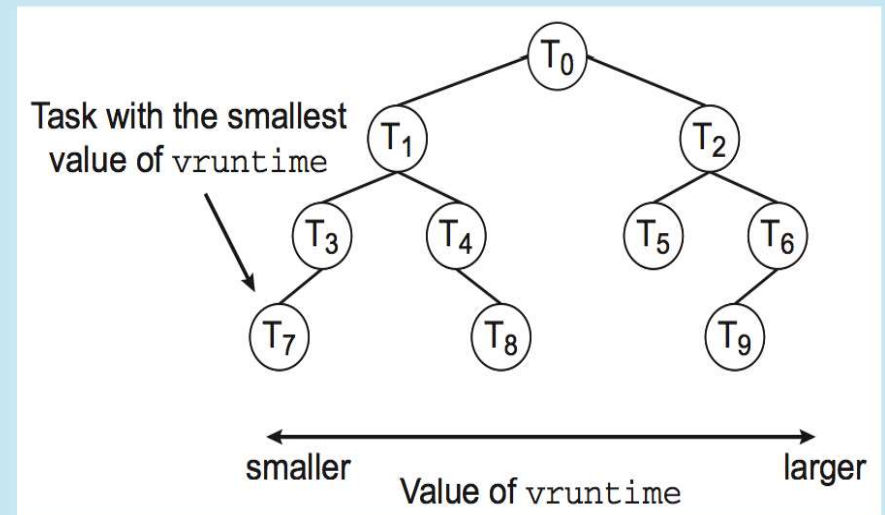 T0
Task with the smallest
value of vruntime
T1
T2
T3
T4
T5
T6
T7
T8
T9
smaller
larger
Value of vruntime